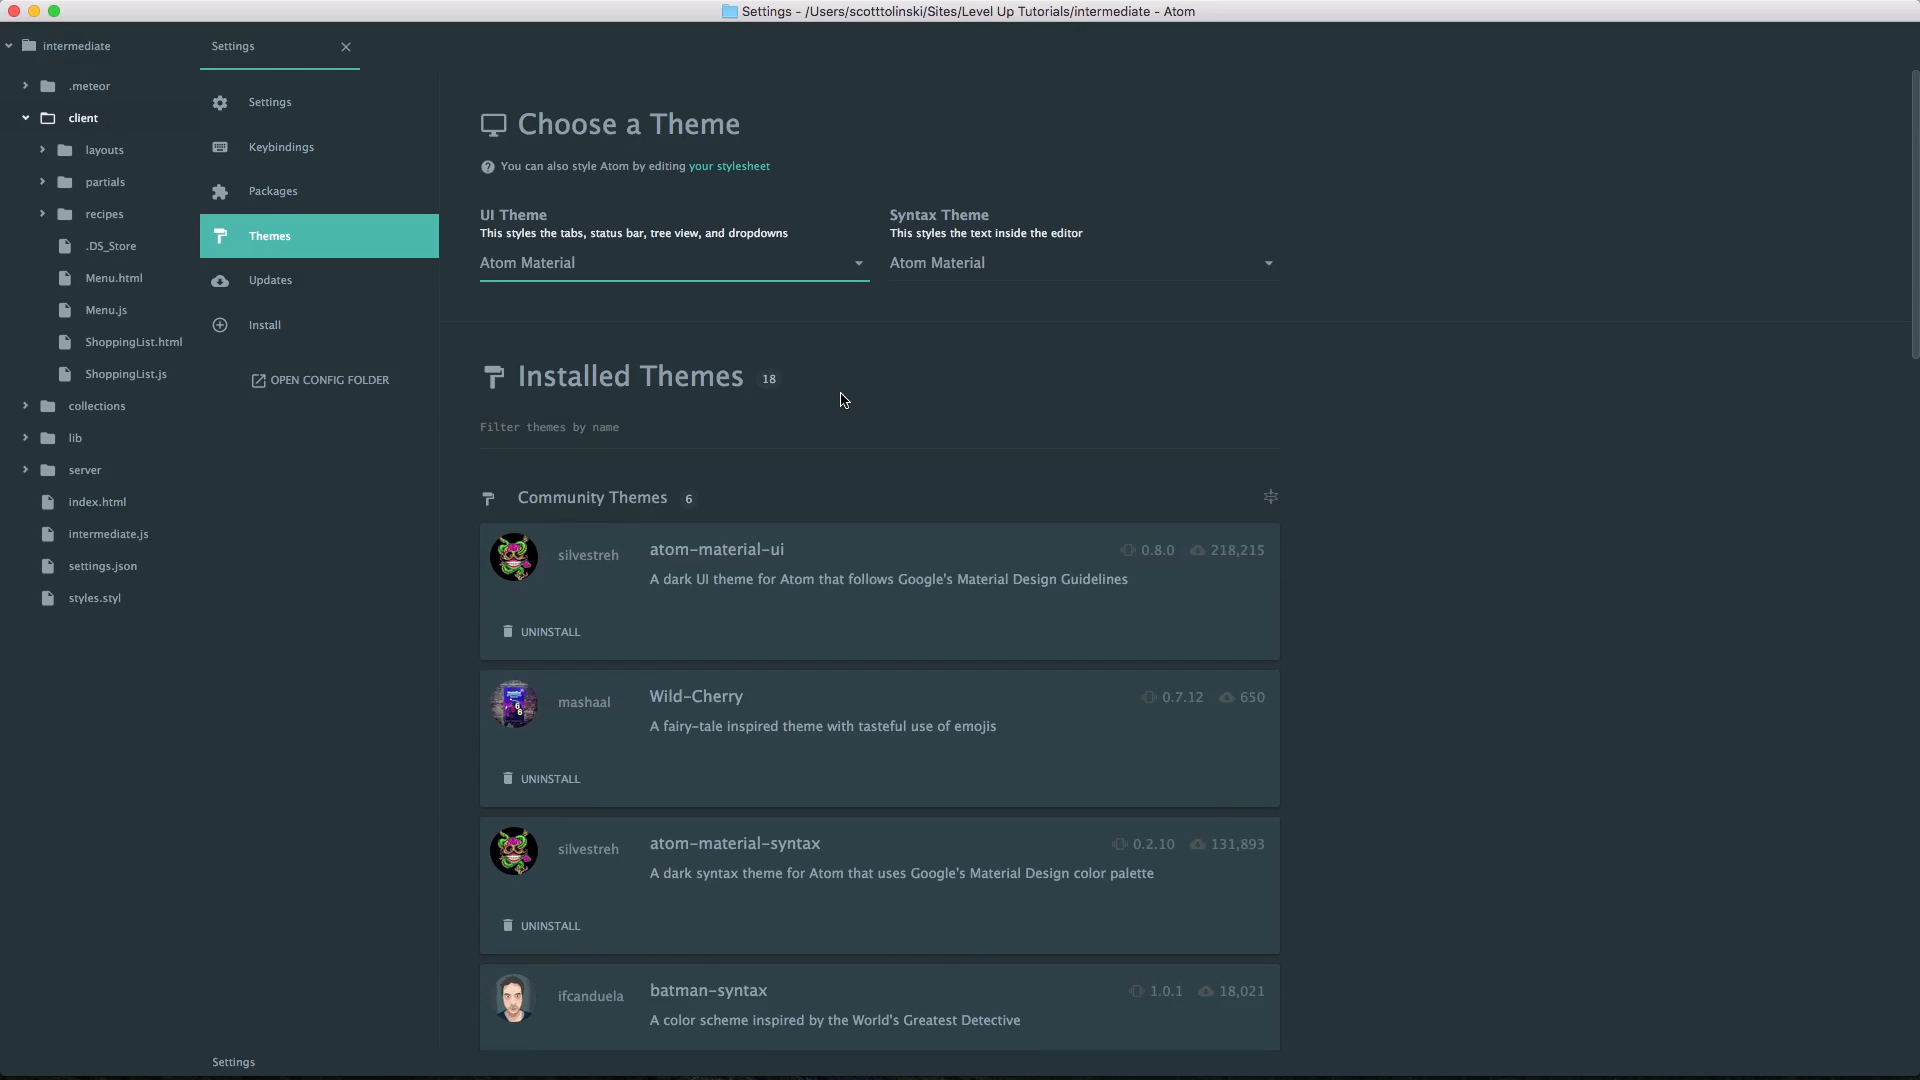 Settings - /Users/scotttolinski/Sites/Level Up Tutorials/intermediate - Atom
intermediate
.meteor
client
layouts
partials
recipes
.DS_Store
Menu.html
Menu.js
ShoppingList.html
ShoppingList.js
collections
lib
server
index.html
intermediate.js
settings.json
styles.styl
Settings
Settings
Keybindings
Packages
Themes
Updates
Install
OPEN CONFIG FOLDER
Choose a Theme
You can also style Atom by editing your stylesheet
UI Theme
This styles the tabs, status bar, tree view, and dropdowns
Atom Material
Syntax Theme
This styles the text inside the editor
Atom Material
Installed Themes 18
Filter themes by name
Community Themes 6
silvestreh
atom-material-ui
0.8.0 218,215
A dark UI theme for Atom that follows Google's Material Design Guidelines
UNINSTALL
mashaal
Wild-Cherry
0.7.12 650
A fairy-tale inspired theme with tasteful use of emojis
UNINSTALL
silvestreh
atom-material-syntax
0.2.10 131,893
A dark syntax theme for Atom that uses Google's Material Design color palette
UNINSTALL
ifcanduela
batman-syntax
1.0.1 18,021
A color scheme inspired by the World's Greatest Detective
Settings